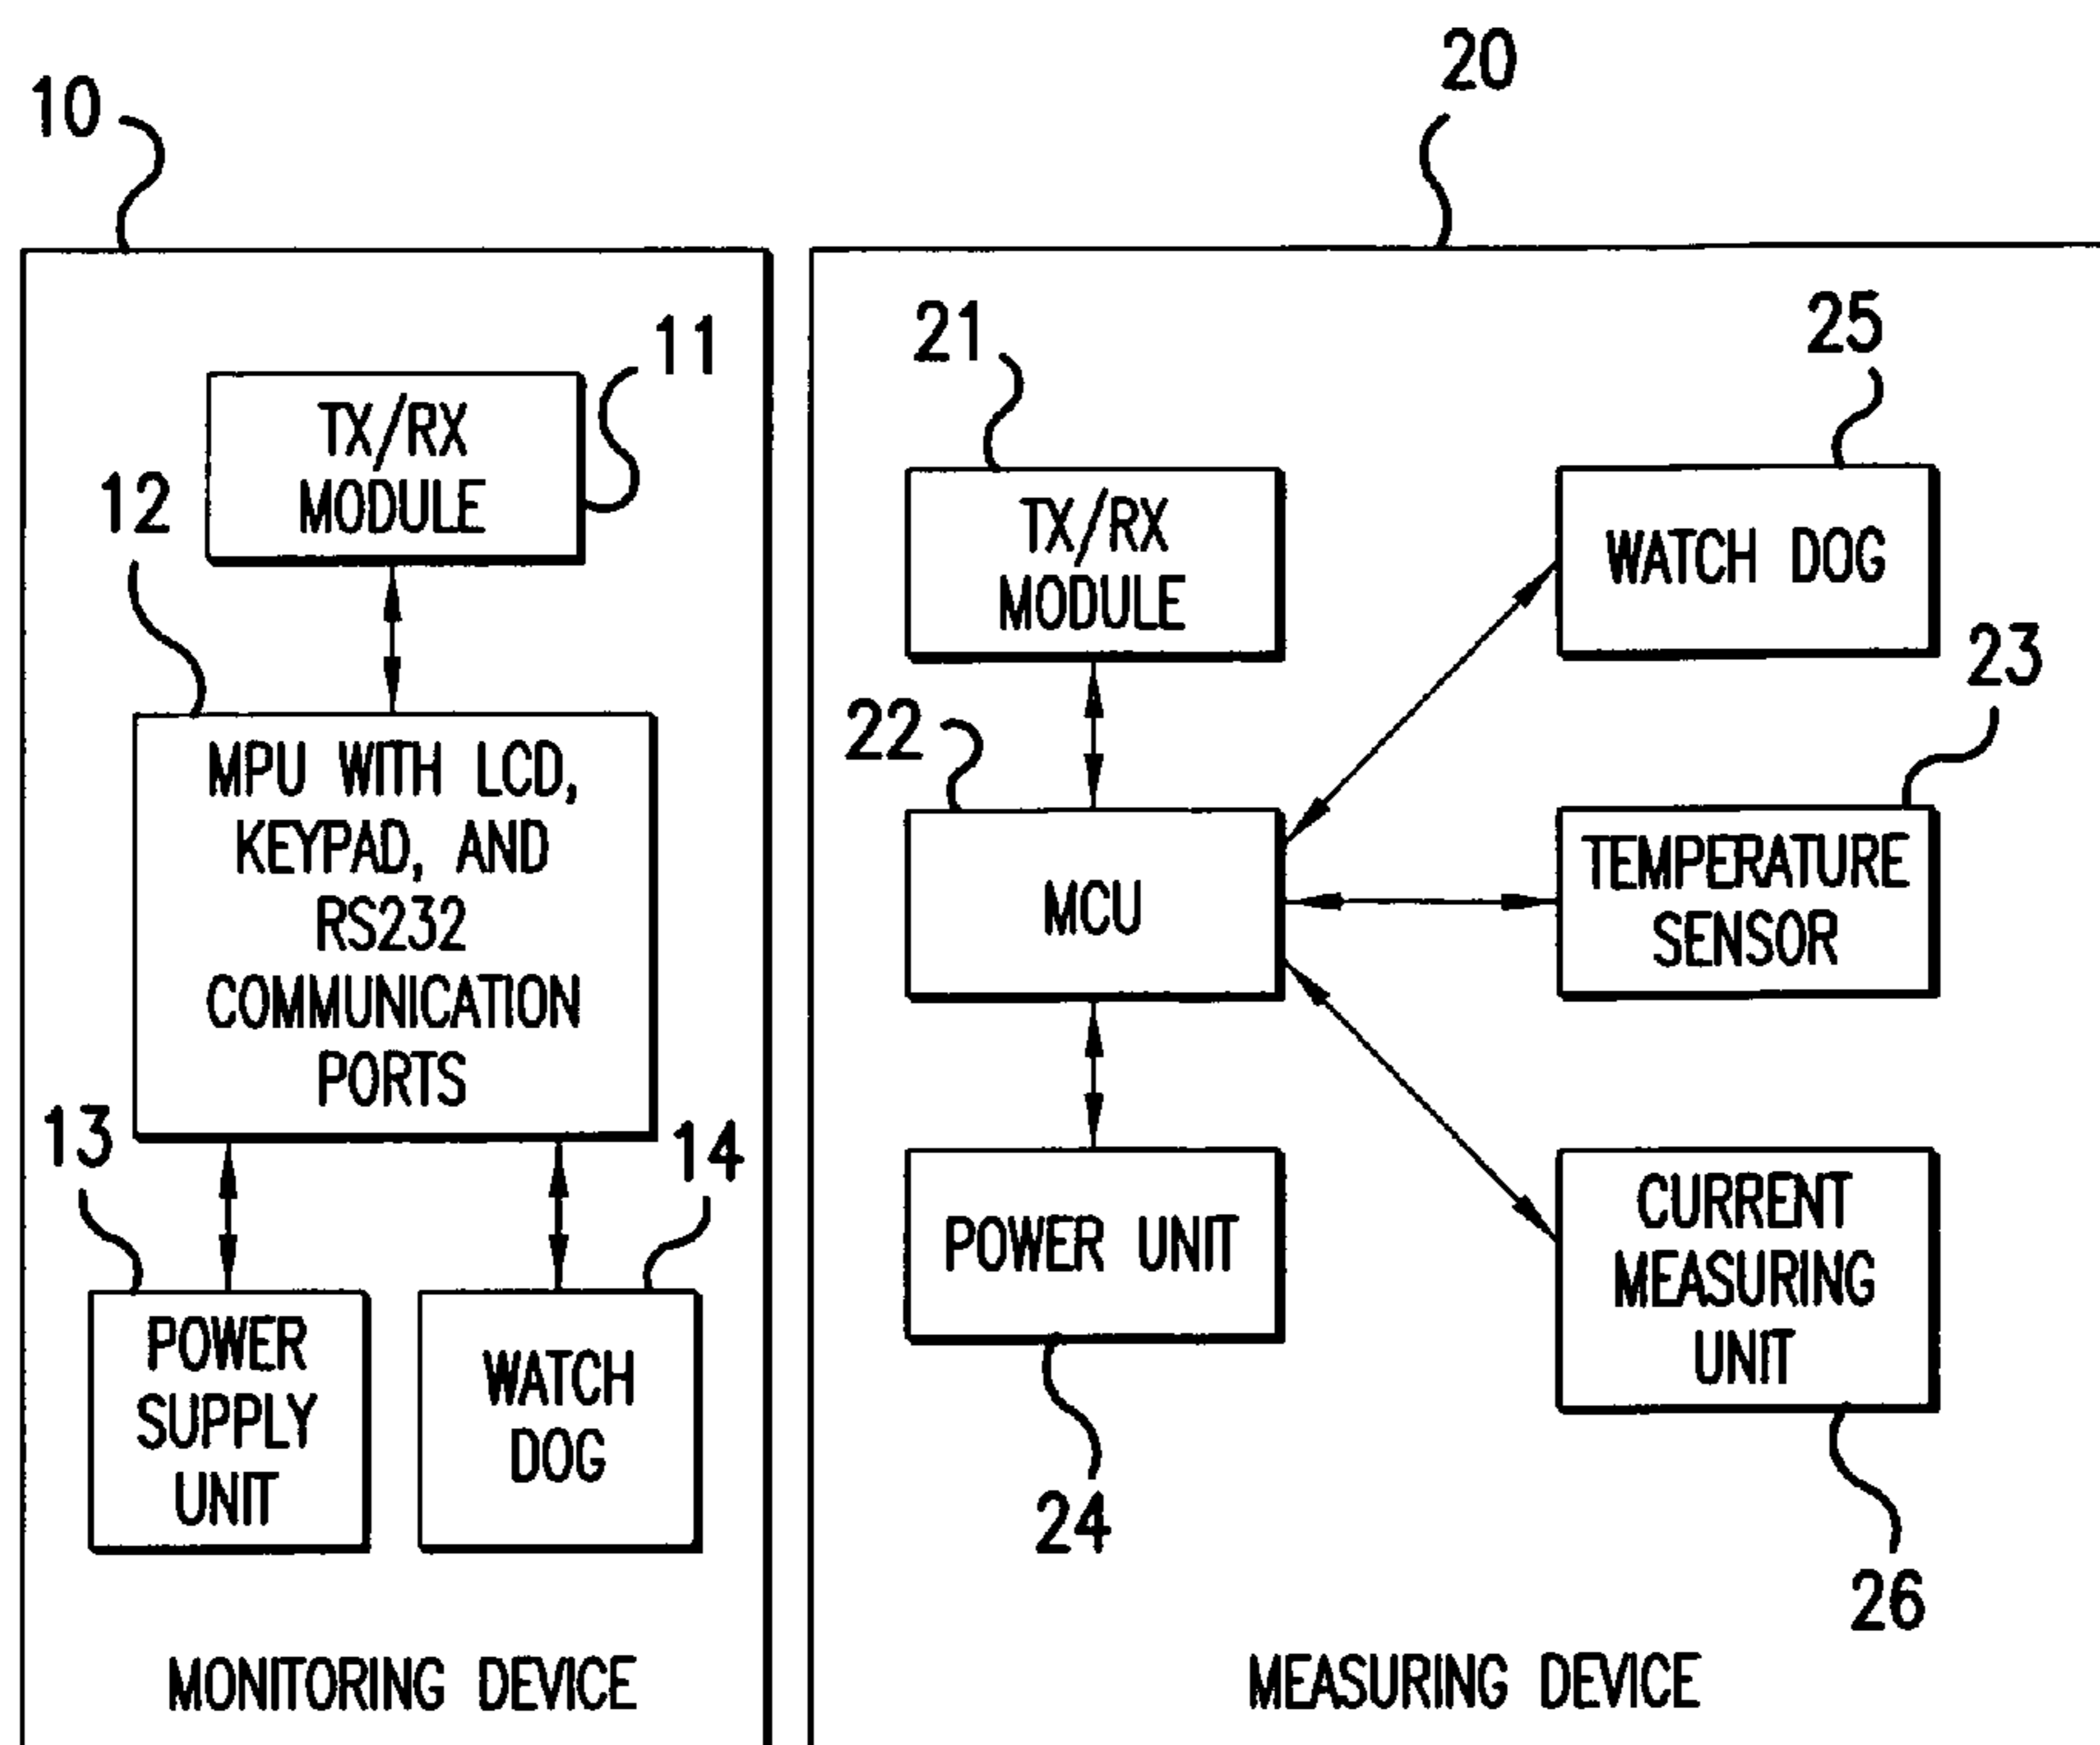 10
11
TX/RX
MODULE
12
MPU WITH LCD,
KEYPAD, AND
RS232
COMMUNICATION
PORTS
13
14
POWER
SUPPLY
UNIT
WATCH
DOG
MONITORING DEVICE
20
21
TX/RX
MODULE
25
WATCH DOG
22
MCU
23
TEMPERATURE
SENSOR
POWER UNIT
24
CURRENT
MEASURING
UNIT
26
MEASURING DEVICE